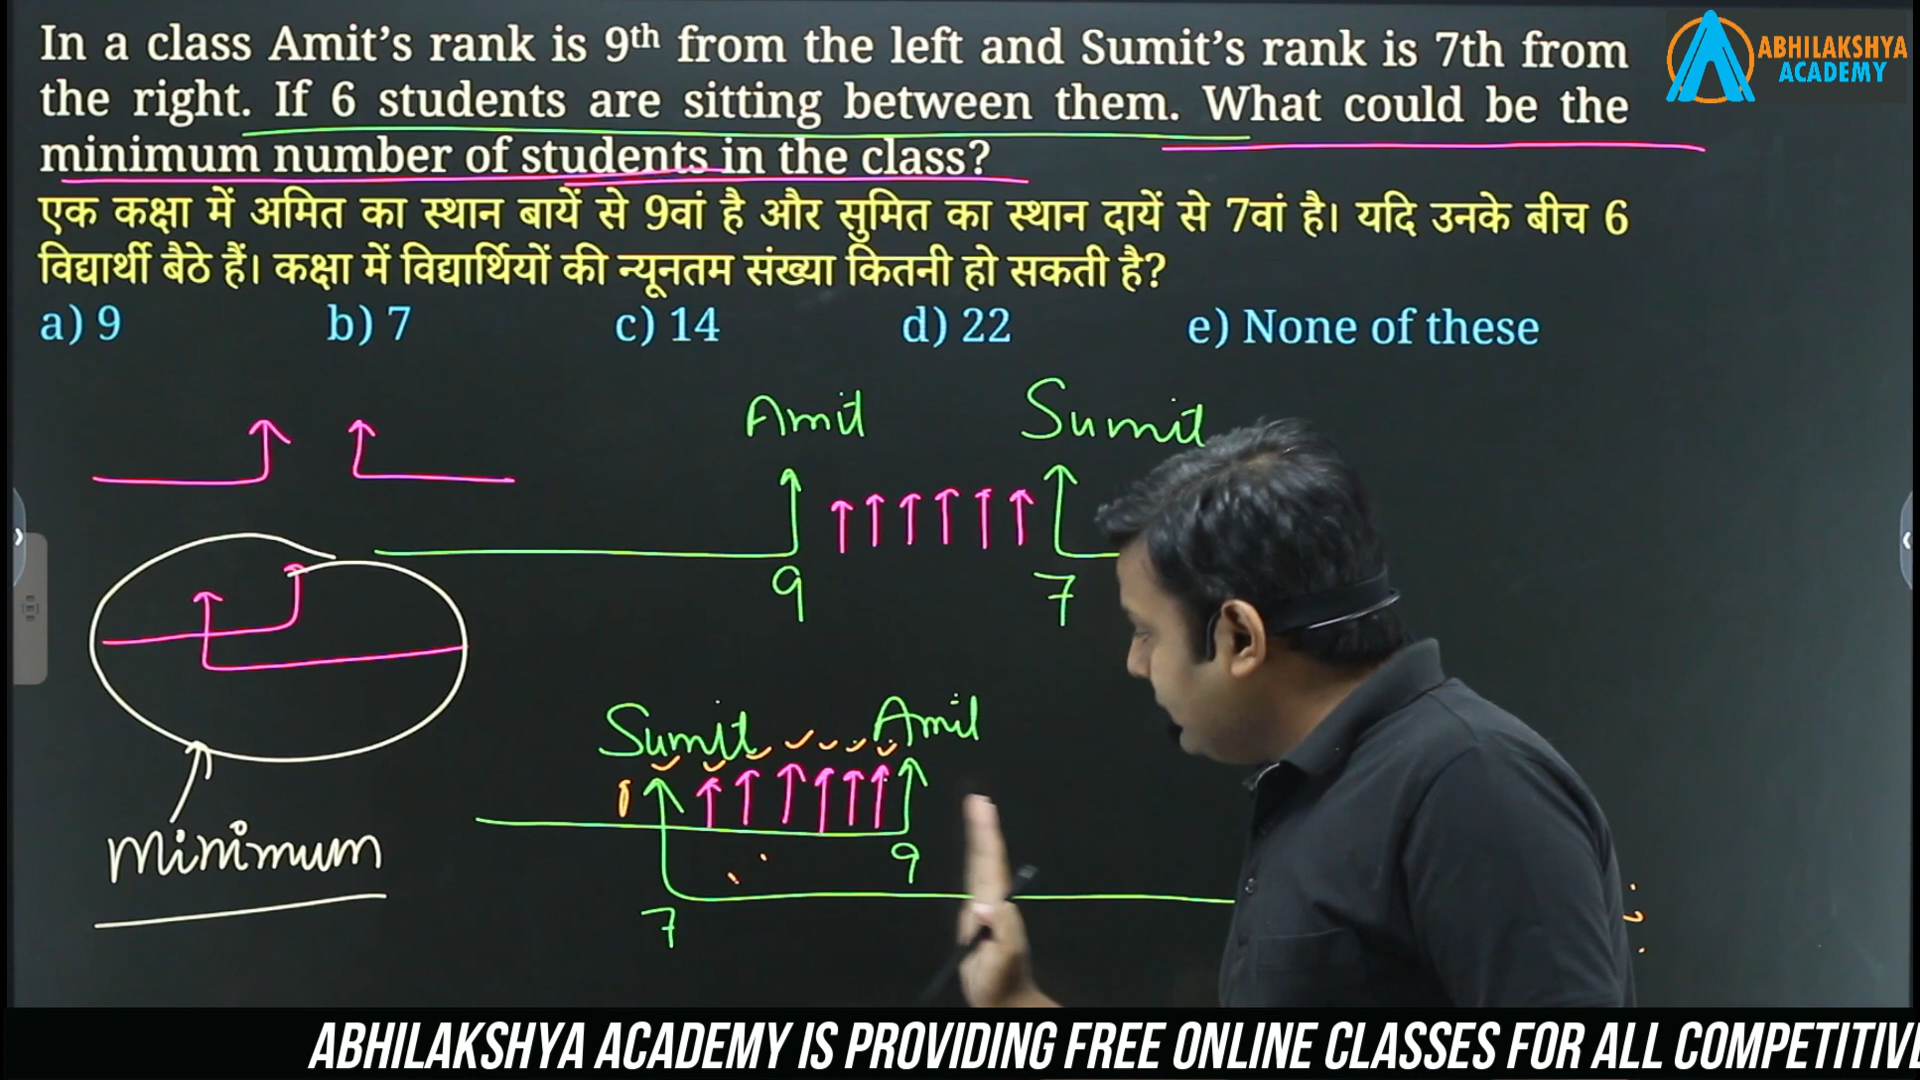 In a class Amit's rank is 9th from the left and Sumit's rank is 7th from
the right. If 6 students are sitting between them. What could be the
minimum number of students in the class?
एक कक्षा में अमित का स्थान बायें से 9वां है और सुमित का स्थान दायें से 7वां है। यदि उनके बीच 6
विद्यार्थी बैठे हैं। कक्षा में विद्यार्थियों की न्यूनतम संख्या कितनी हो सकती है?
a) 9 b) 7 c) 14 d) 22 e) None of these
ABHILAKSHYA
ACADEMY
Amit Sumit
9 7
Sumit Amit
9
7
Minimum
ABHILAKSHYA ACADEMY IS PROVIDING FREE ONLINE CLASSES FOR ALL COMPETITIVE